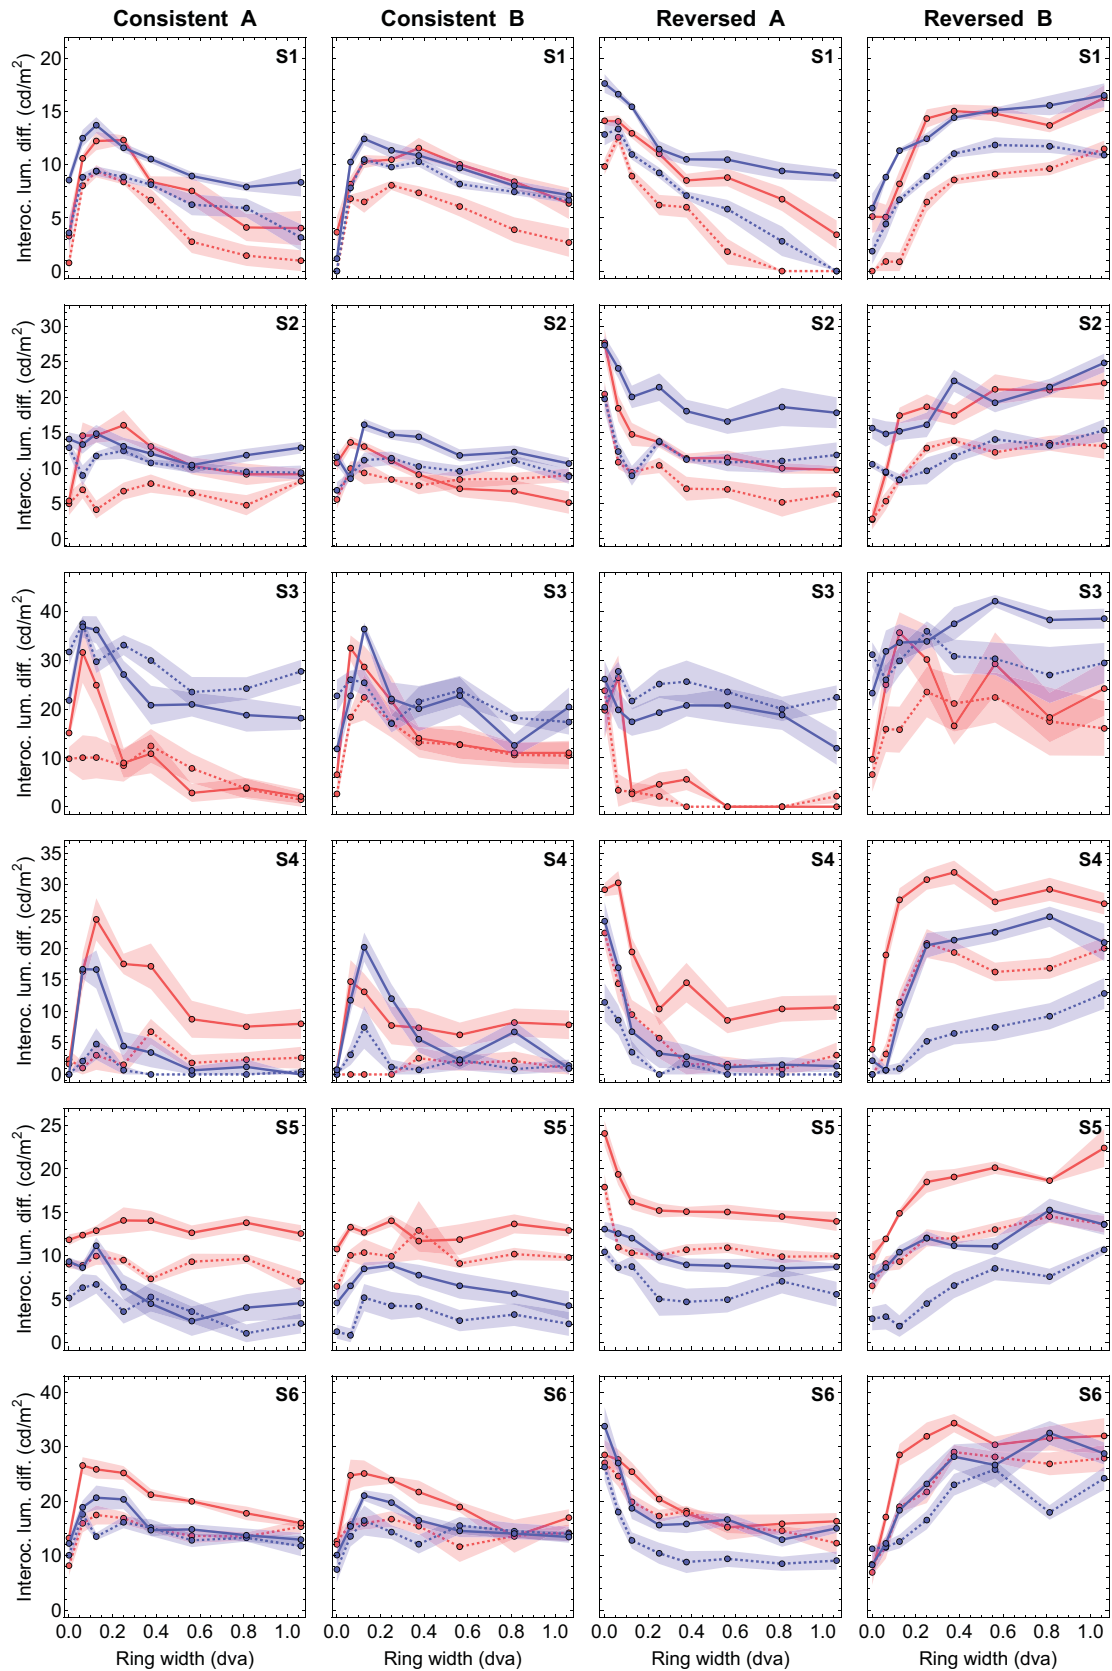 Consistent A Consistent B Reversed A Reversed B
Interoc. lum. diff. (cd/m²)
20
15
10
5
0
S1 S1 S1 S1
Interoc. lum. diff. (cd/m²)
30
25
20
15
10
5
0
S2 S2 S2 S2
Interoc. lum. diff. (cd/m²)
40
30
20
10
0
S3 S3 S3 S3
Interoc. lum. diff. (cd/m²)
35
30
25
20
15
10
5
0
S4 S4 S4 S4
Interoc. lum. diff. (cd/m²)
25
20
15
10
5
0
S5 S5 S5 S5
Interoc. lum. diff. (cd/m²)
40
30
20
10
0
S6 S6 S6 S6
0.0 0.2 0.4 0.6 0.8 1.0 0.0 0.2 0.4 0.6 0.8 1.0 0.0 0.2 0.4 0.6 0.8 1.0 0.0 0.2 0.4 0.6 0.8 1.0
Ring width (dva) Ring width (dva) Ring width (dva) Ring width (dva)